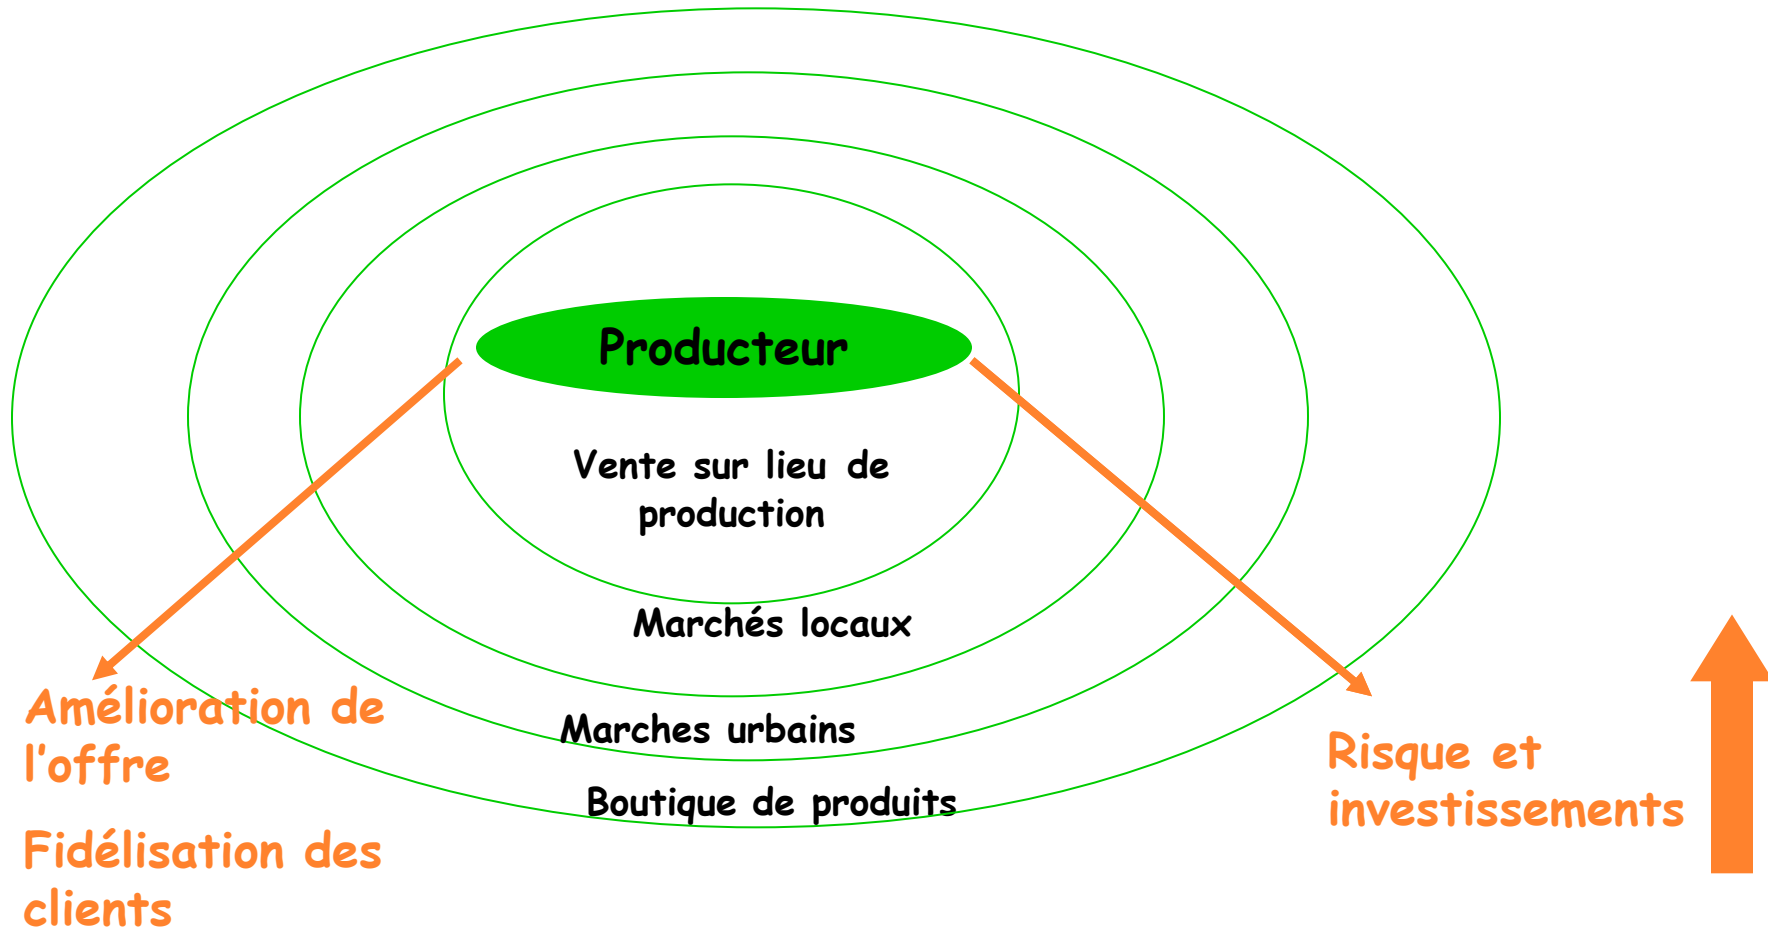 Producteur
Vente sur lieu de
production
Marchés locaux
Marches urbains
Boutique de produits
Amélioration de
l'offre
Fidélisation des
clients
Risque et
investissements